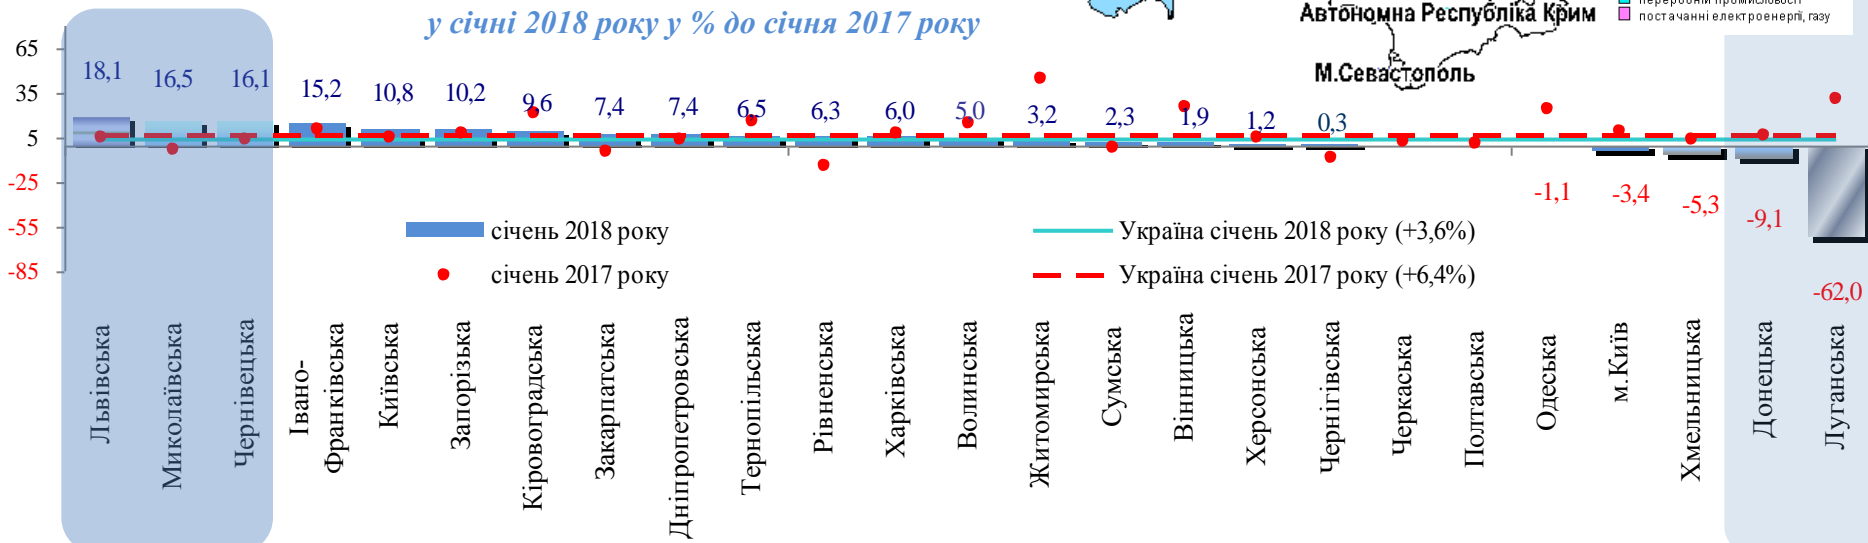 переробній промисловості
Автономна Республіка Крим
постачанні електроенергії, газу
у січні 2018 року у % до січня 2017 року
М.Севастополь
65
35
5
-25
-55
-85
18,1
16,5
16,1
15,2
10,8
10,2
9,6
7,4
7,4
6,5
6,3
6,0
5,0
3,2
2,3
1,9
1,2
0,3
-1,1
-3,4
-5,3
-9,1
-62,0
січень 2018 року
Україна січень 2018 року (+3,6%)
січень 2017 року
Україна січень 2017 року (+6,4%)
Львівська
Миколаївська
Чернівецька
Івано-
Франківська
Київська
Запорізька
Кіровоградська
Закарпатська
Дніпропетровська
Тернопільська
Рівненська
Харківська
Волинська
Житомирська
Сумська
Вінницька
Херсонська
Чернігівська
Черкаська
Полтавська
Одеська
м.Київ
Хмельницька
Донецька
Луганська